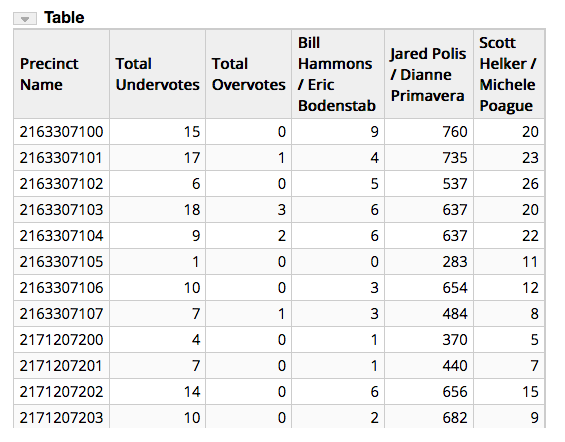 Table
Precinct Name Total Undervotes Total Overvotes Bill Hammons / Eric Bodenstab Jared Polis / Dianne Primavera Scott Helker / Michele Poague
2163307100 15 0 9 760 20
2163307101 17 1 4 735 23
2163307102 6 0 5 537 26
2163307103 18 3 6 637 20
2163307104 9 2 6 637 22
2163307105 1 0 0 283 11
2163307106 10 0 3 654 12
2163307107 7 1 3 484 8
2171207200 4 0 1 370 5
2171207201 7 0 1 440 7
2171207202 14 0 6 656 15
2171207203 10 0 2 682 9